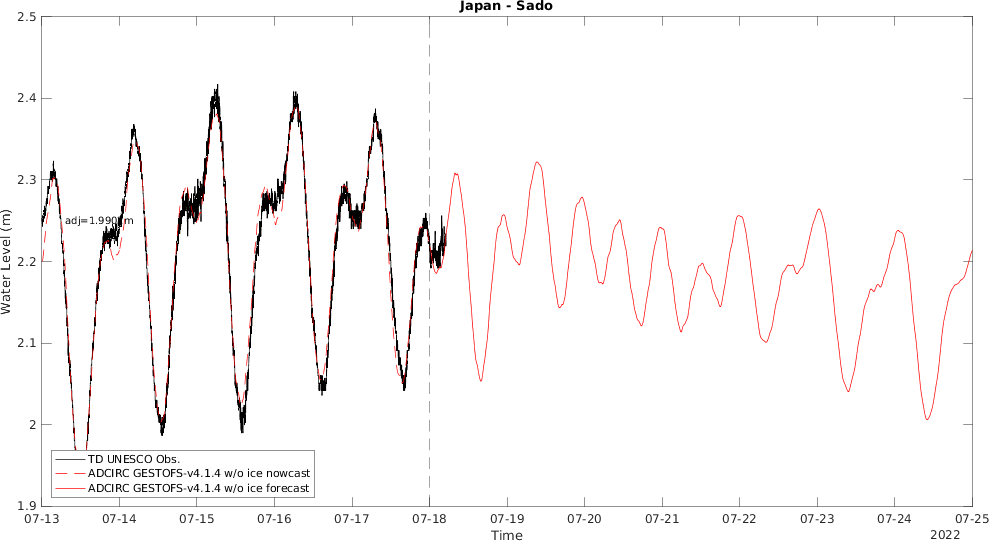 Japan - Sado
2.5
2.4
2.3
2.2
2.1
2
1.9
Water Level (m)
TD UNESCO Obs.
ADCIRC GESTOFS-v4.1.4 w/o ice nowcast
ADCIRC GESTOFS-v4.1.4 w/o ice forecast
07-13 07-14 07-15 07-16 07-17 07-18 07-19 07-20 07-21 07-22 07-23 07-24 07-25
Time
2022